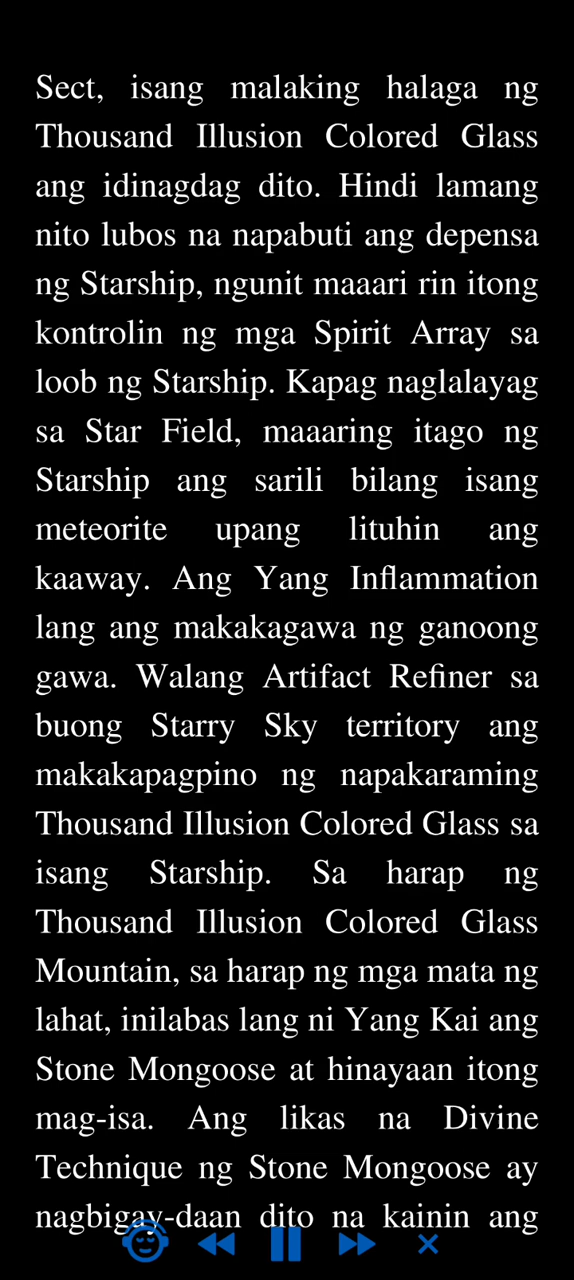 Sect, isang malaking halaga ng
Thousand Illusion Colored Glass
ang idinagdag dito. Hindi lamang
nito lubos na napabuti ang depensa
ng Starship, ngunit maaari rin itong
kontrolin ng mga Spirit Array sa
loob ng Starship. Kapag naglalayag
sa Star Field, maaaring itago ng
Starship ang sarili bilang isang
meteorite upang lituhin ang
kaaway. Ang Yang Inflammation
lang ang makakagawa ng ganoong
gawa. Walang Artifact Refiner sa
buong Starry Sky territory ang
makakapagpino ng napakaraming
Thousand Illusion Colored Glass sa
isang Starship. Sa harap ng
Thousand Illusion Colored Glass
Mountain, sa harap ng mga mata ng
lahat, inilabas lang ni Yang Kai ang
Stone Mongoose at hinayaan itong
mag-isa. Ang likas na Divine
Technique ng Stone Mongoose ay
nagbigay-daan dito na kainin ang